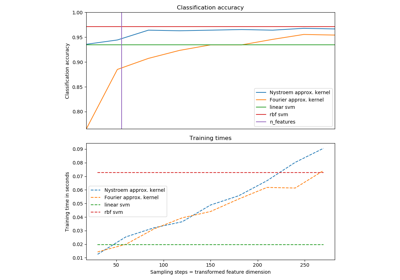 Classification accuracy
1.00
0.95
0.90
0.85
0.80
Classification accuracy
Nystroem approx. kernel
Fourier approx. kernel
linear svm
rbf svm
n_features
Training times
0.09
0.08
0.07
0.06
0.05
0.04
0.03
0.02
0.01
Training time in seconds
Nystroem approx. kernel
Fourier approx. kernel
linear svm
rbf svm
50
100
150
200
250
Sampling steps = transformed feature dimension